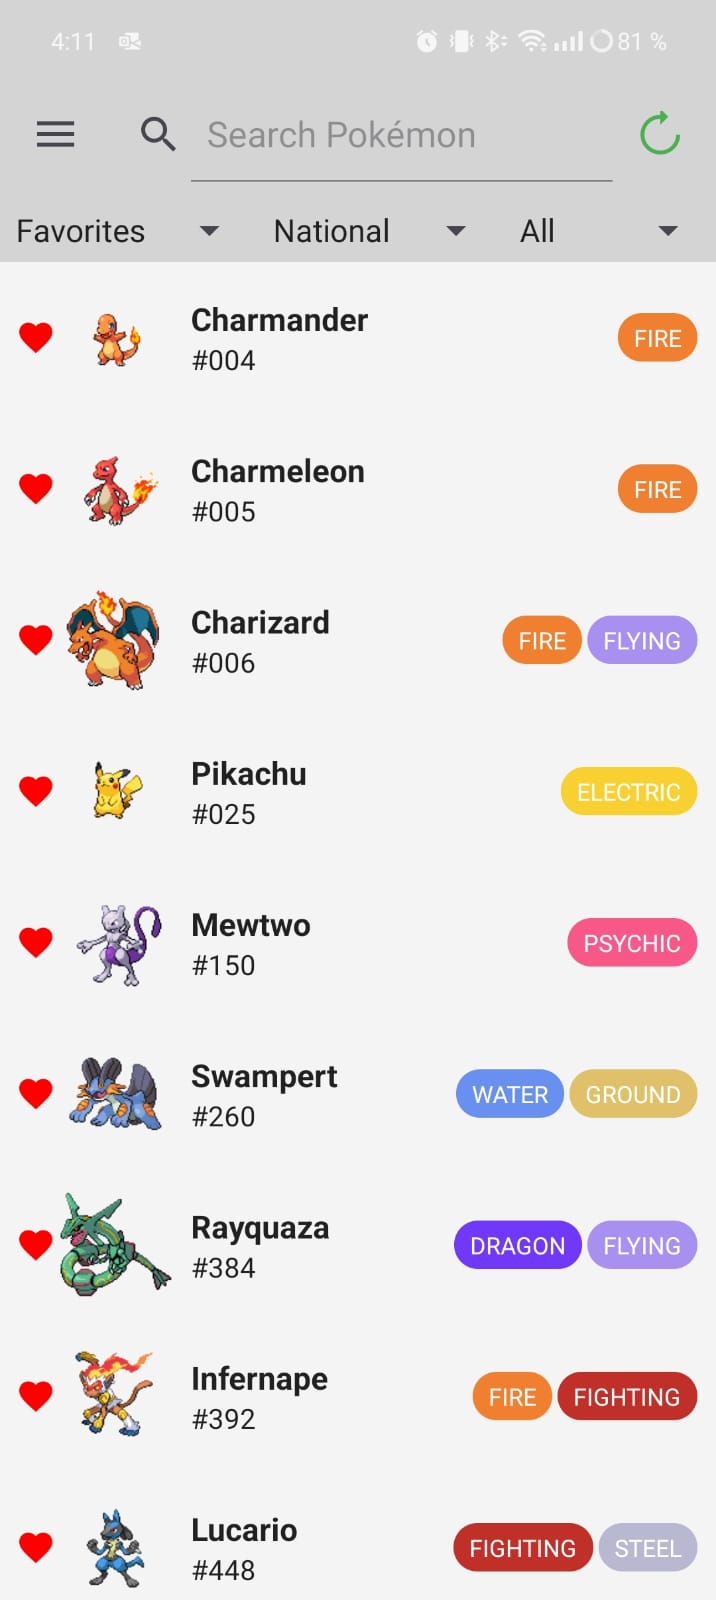 4:11
81 %
Search Pokémon
Favorites National All
Charmander
#004
FIRE
Charmeleon
#005
FIRE
Charizard
#006
FIRE FLYING
Pikachu
#025
ELECTRIC
Mewtwo
#150
PSYCHIC
Swampert
#260
WATER GROUND
Rayquaza
#384
DRAGON FLYING
Infernape
#392
FIRE FIGHTING
Lucario
#448
FIGHTING STEEL